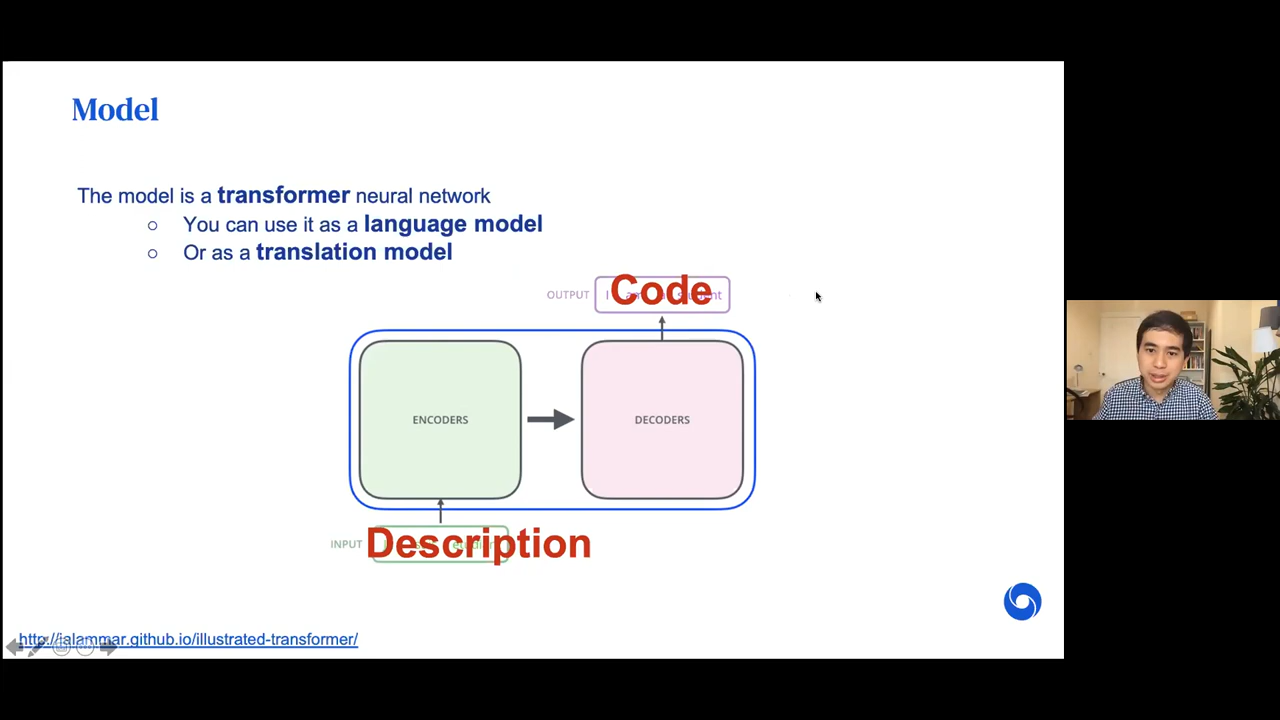 Model
The model is a transformer neural network
○ You can use it as a language model
○ Or as a translation model
OUTPUT Code
ENCODERS
DECODERS
INPUT Description
http://jalammar.github.io/illustrated-transformer/